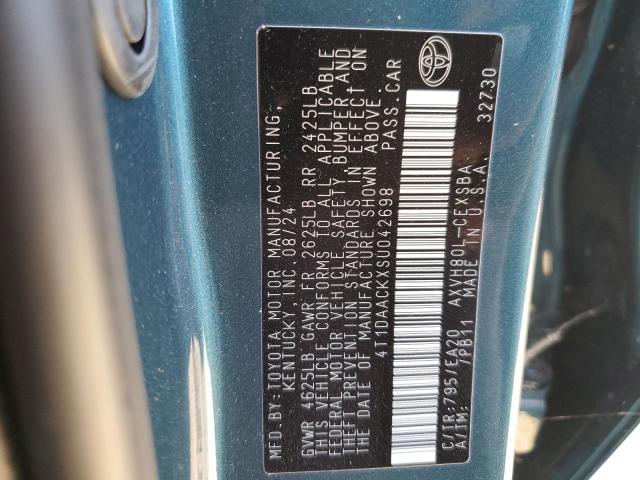 MFD.BY:TOYOTA MOTOR MANUFACTURING,
KENTUCKY INC. 08/24
GVWR 4625LB GAWR FR 2625LB RR 2425LB
THIS VEHICLE CONFORMS TO ALL APPLICABLE
FEDERAL MOTOR VEHICLE SAFETY, BUMPER, AND
THEFT PREVENTION STANDARDS IN EFFECT ON
THE DATE OF MANUFACTURE SHOWN ABOVE.
4T1DAACKXSU042698 PASS.CAR
C/TR:795/EA20 AXVH80L-CEXSBA
A/TM: /PB11 MADE IN U.S.A. 32730